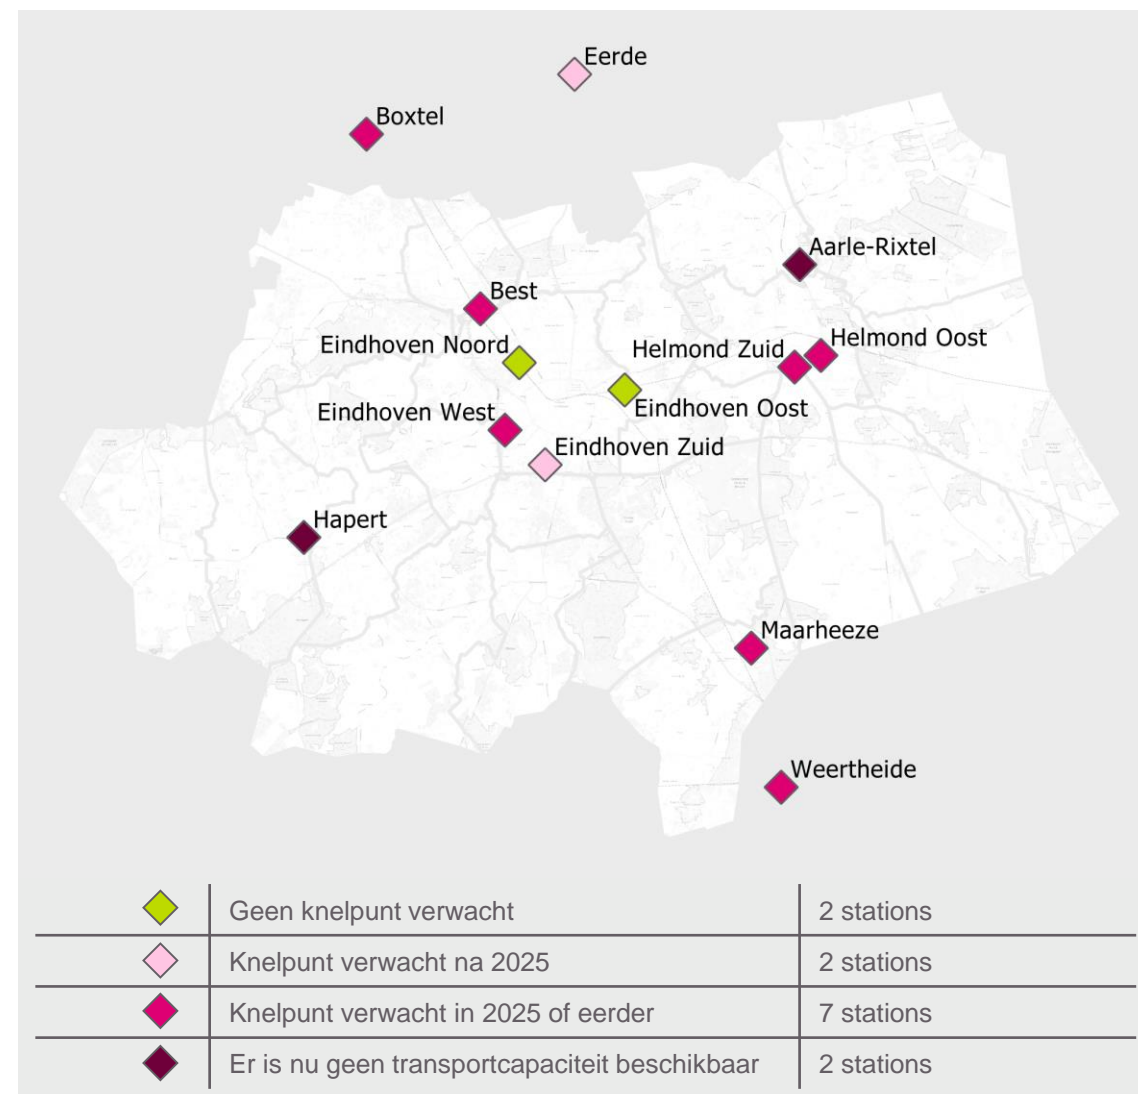 Eerde
Boxtel
Aarle-Rixtel
Best
Eindhoven Noord
Helmond Zuid
Helmond Oost
Eindhoven Oost
Eindhoven West
Eindhoven Zuid
Hapert
Maarheeze
Weertheide
Geen knelpunt verwacht 2 stations
Knelpunt verwacht na 2025 2 stations
Knelpunt verwacht in 2025 of eerder 7 stations
Er is nu geen transportcapaciteit beschikbaar 2 stations